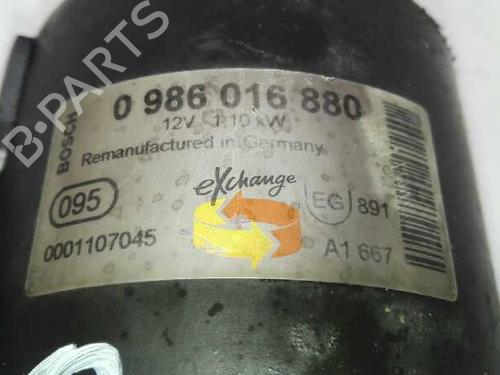 B-PARTS
BOSCH
0 986 016 880
12V 1.10 kW
Remanufactured in Germany
eXchange
095
EG 891
0001107045
A1 667